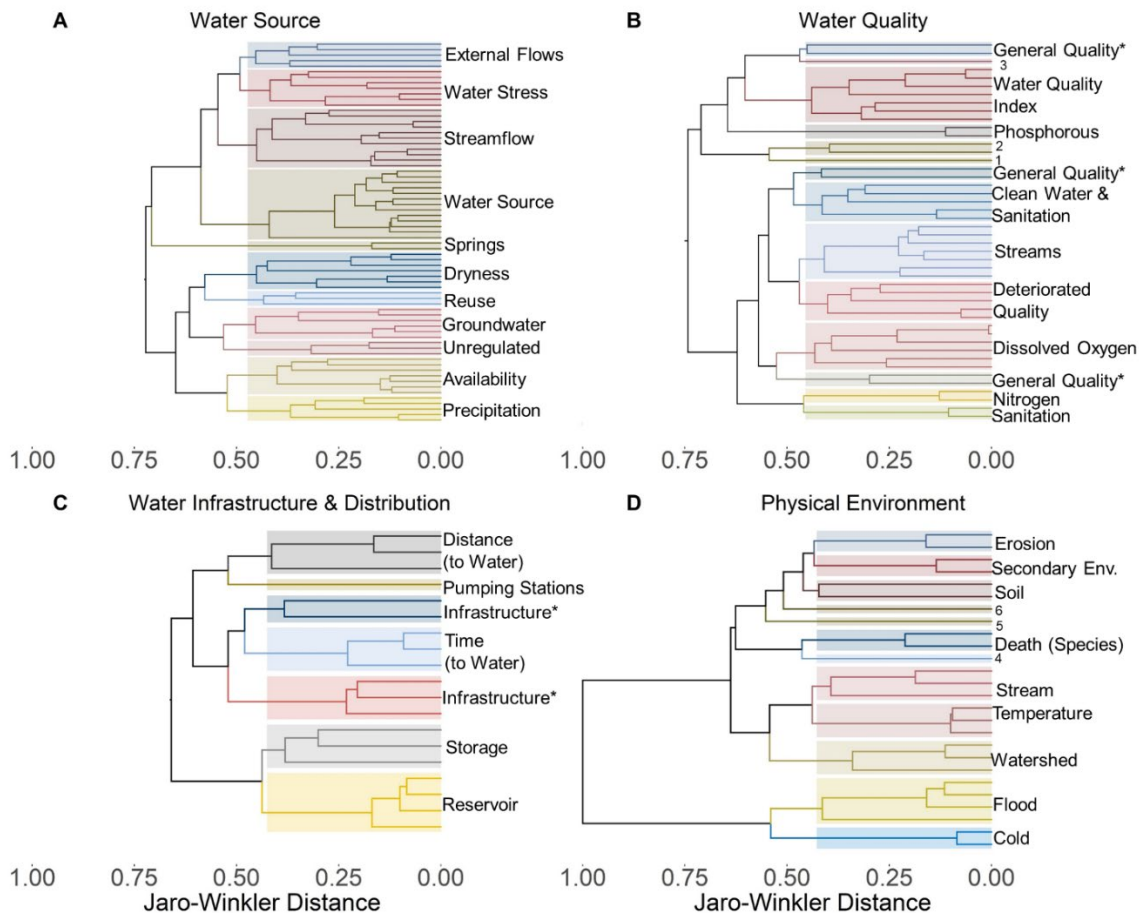 A Water Source
External Flows
Water Stress
Streamflow
Water Source
Springs
Dryness
Reuse
Groundwater
Unregulated
Availability
Precipitation
1.00 0.75 0.50 0.25 0.00
B Water Quality
General Quality*
3
Water Quality
Index
Phosphorous
2
1
General Quality*
Clean Water &
Sanitation
Streams
Deteriorated
Quality
Dissolved Oxygen
General Quality*
Nitrogen
Sanitation
1.00 0.75 0.50 0.25 0.00
C Water Infrastructure & Distribution
Distance
(to Water)
Pumping Stations
Infrastructure*
Time
(to Water)
Infrastructure*
Storage
Reservoir
1.00 0.75 0.50 0.25 0.00
Jaro-Winkler Distance
D Physical Environment
Erosion
Secondary Env.
Soil
6
5
Death (Species)
4
Stream
Temperature
Watershed
Flood
Cold
1.00 0.75 0.50 0.25 0.00
Jaro-Winkler Distance